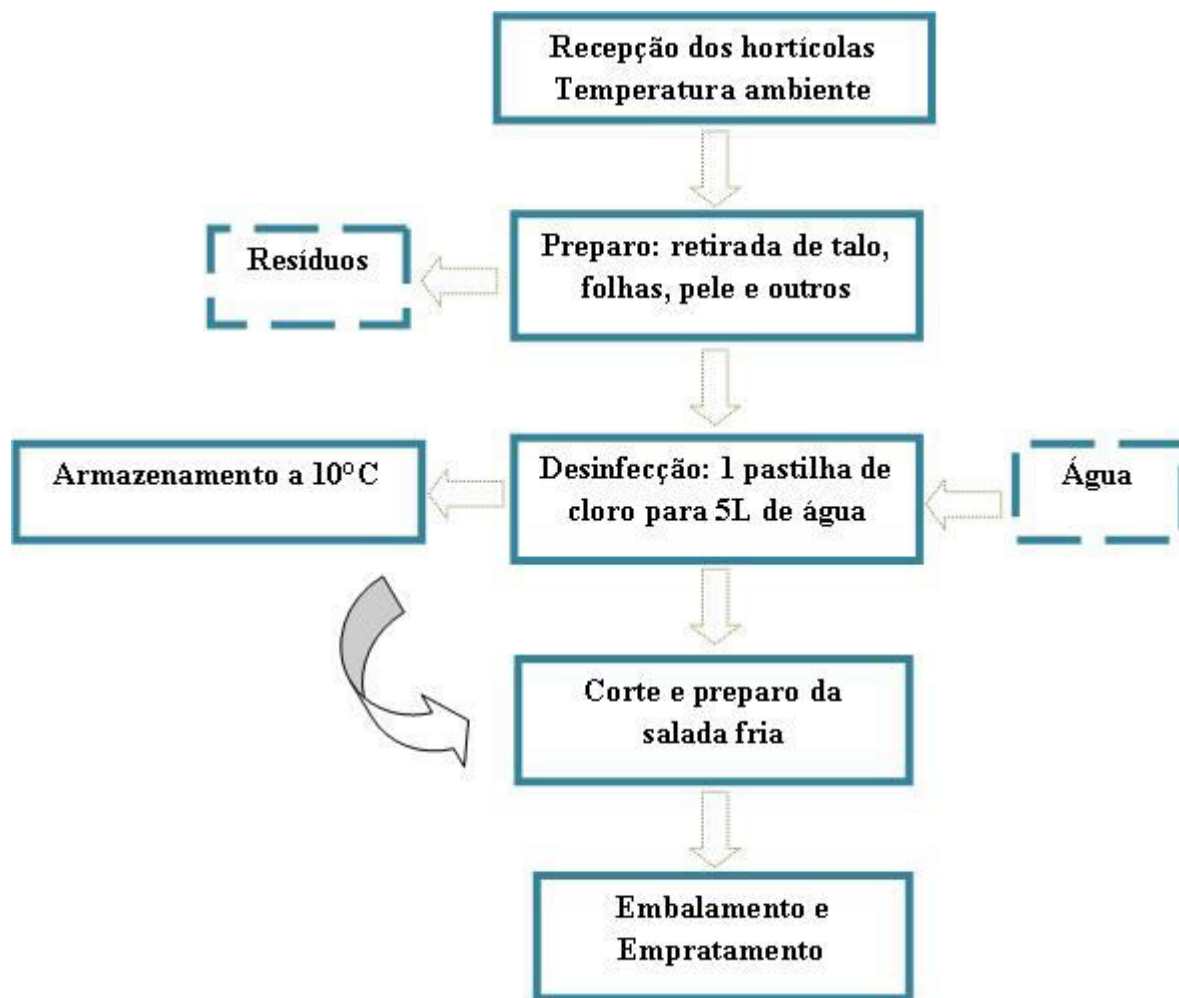 Recepção dos hortícolas
Temperatura ambiente
Resíduos
Preparo: retirada de talo,
folhas, pele e outros
Armazenamento a 10°C
Desinfecção: 1 pastilha de
cloro para 5L de água
Água
Corte e preparo da
salada fria
Embalamento e
Empratamento